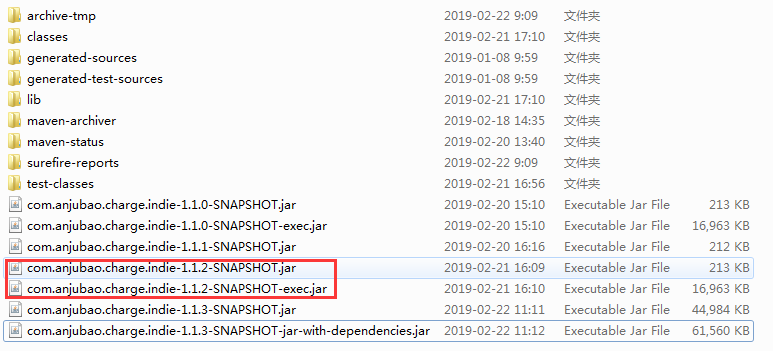 archive-tmp 2019-02-22 9:09 文件夹
classes 2019-02-21 17:10 文件夹
generated-sources 2019-01-08 9:59 文件夹
generated-test-sources 2019-01-08 9:59 文件夹
lib 2019-02-21 17:10 文件夹
maven-archiver 2019-02-18 14:35 文件夹
maven-status 2019-02-20 13:40 文件夹
surefire-reports 2019-02-22 9:09 文件夹
test-classes 2019-02-21 16:56 文件夹
com.anjubao.charge.indie-1.1.0-SNAPSHOT.jar 2019-02-20 15:10 Executable Jar File 213 KB
com.anjubao.charge.indie-1.1.0-SNAPSHOT-exec.jar 2019-02-20 15:10 Executable Jar File 16,963 KB
com.anjubao.charge.indie-1.1.1-SNAPSHOT.jar 2019-02-20 16:16 Executable Jar File 212 KB
com.anjubao.charge.indie-1.1.2-SNAPSHOT.jar 2019-02-21 16:09 Executable Jar File 213 KB
com.anjubao.charge.indie-1.1.2-SNAPSHOT-exec.jar 2019-02-21 16:10 Executable Jar File 16,963 KB
com.anjubao.charge.indie-1.1.3-SNAPSHOT.jar 2019-02-22 11:11 Executable Jar File 44,984 KB
com.anjubao.charge.indie-1.1.3-SNAPSHOT-jar-with-dependencies.jar 2019-02-22 11:12 Executable Jar File 61,560 KB